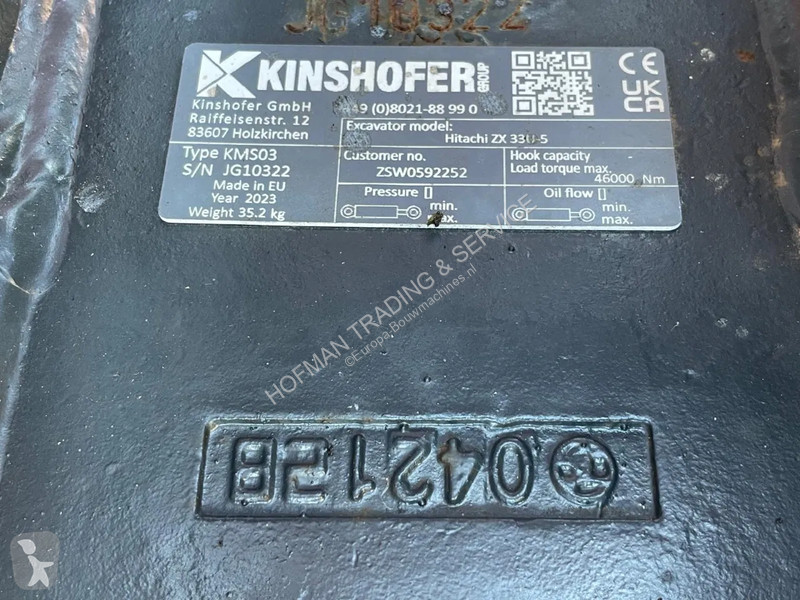 JG10322
KINSHOFER GROUP
Kinshofer GmbH
Raiffeisenstr. 12
83607 Holzkirchen
+49 (0)8021-88 99 0
CE
UK
CA
Excavator model:
Hitachi ZX 33U-5
Type KMS03
S/N JG10322
Made in EU
Year 2023
Weight 35.2 kg
Customer no.
ZSW0592252
Hook capacity
Load torque max.
46000 Nm
Pressure []
min.
max.
Oil flow []
min.
max.
HOFMAN TRADING & SERVICE
©Europa-Bouwmachines.nl
04212B